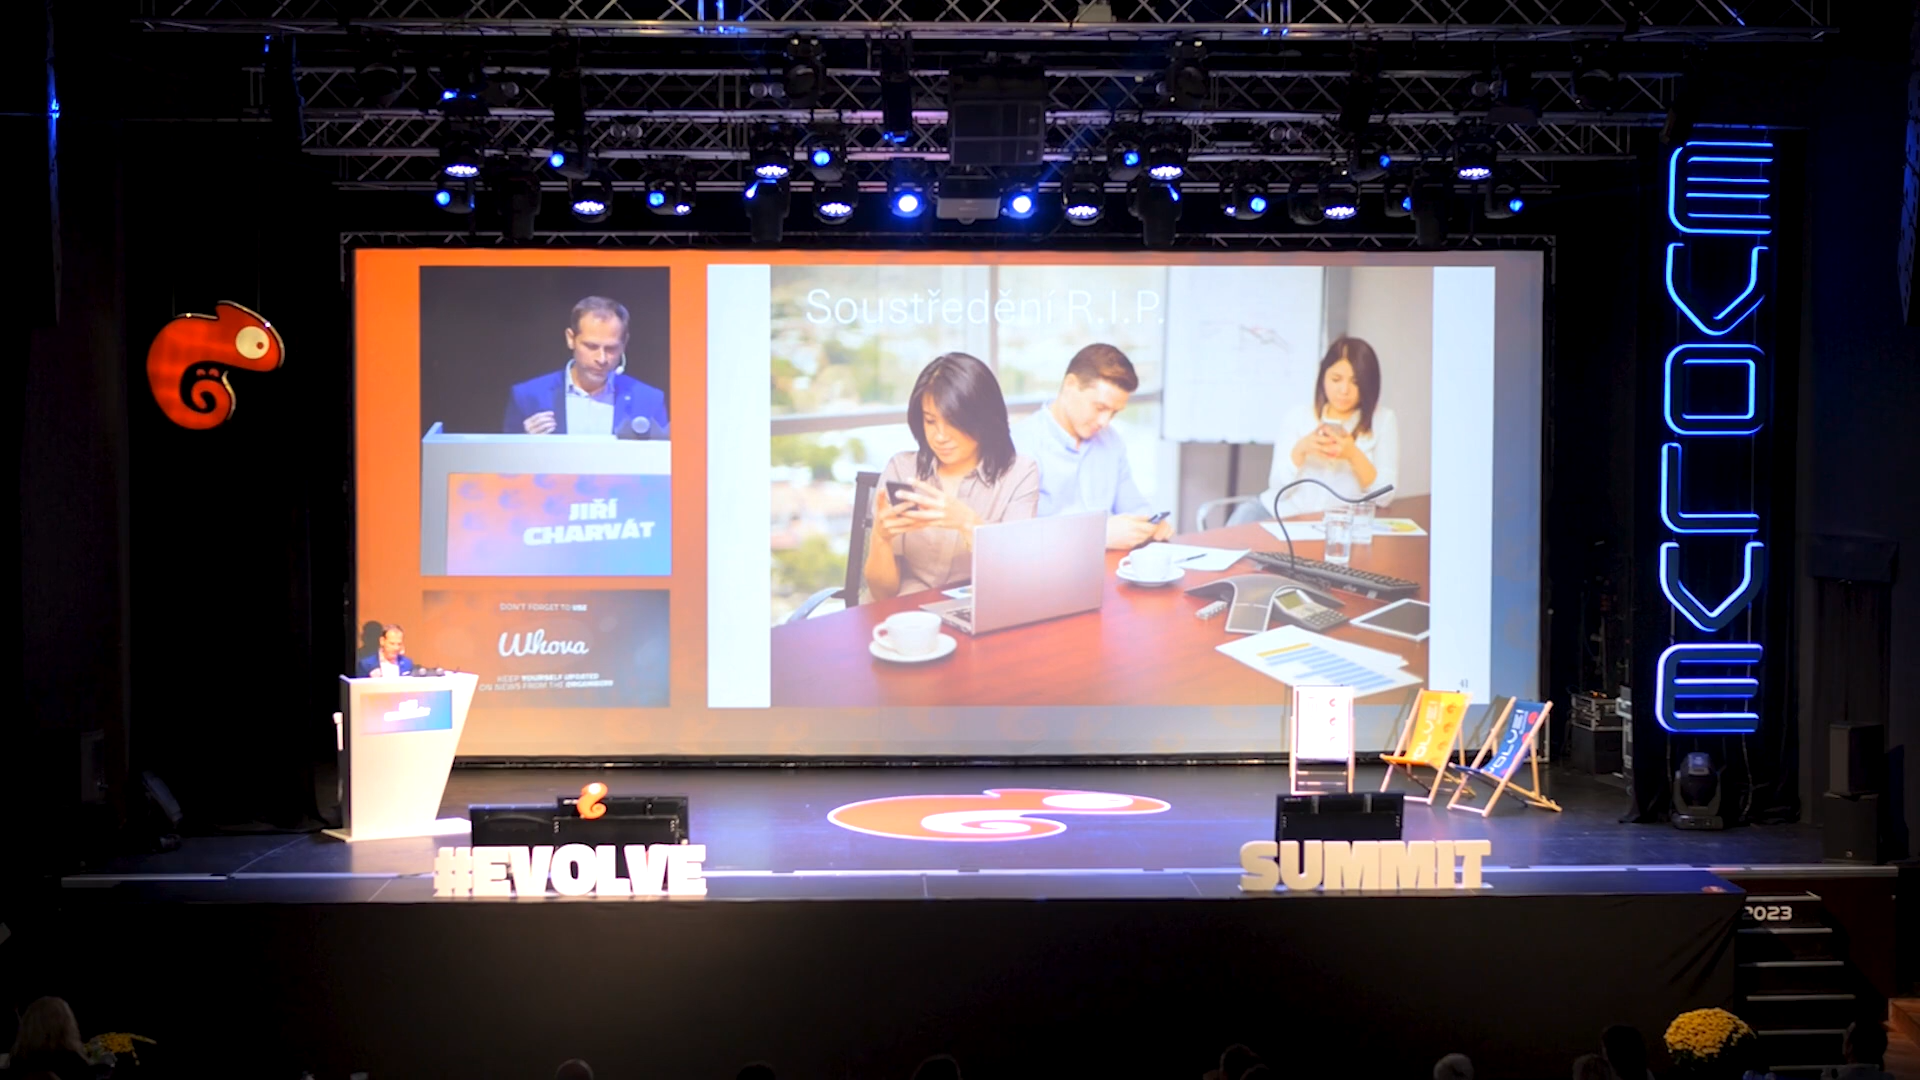 Soustředění R.I.P.
JIŘÍ
CHARVÁT
DON'T FORGET TO USE
Whova
KEEP YOURSELF UPDATED
ON NEWS FROM THE ORGANIZERS
EVOLVE
#EVOLVE
SUMMIT
2023